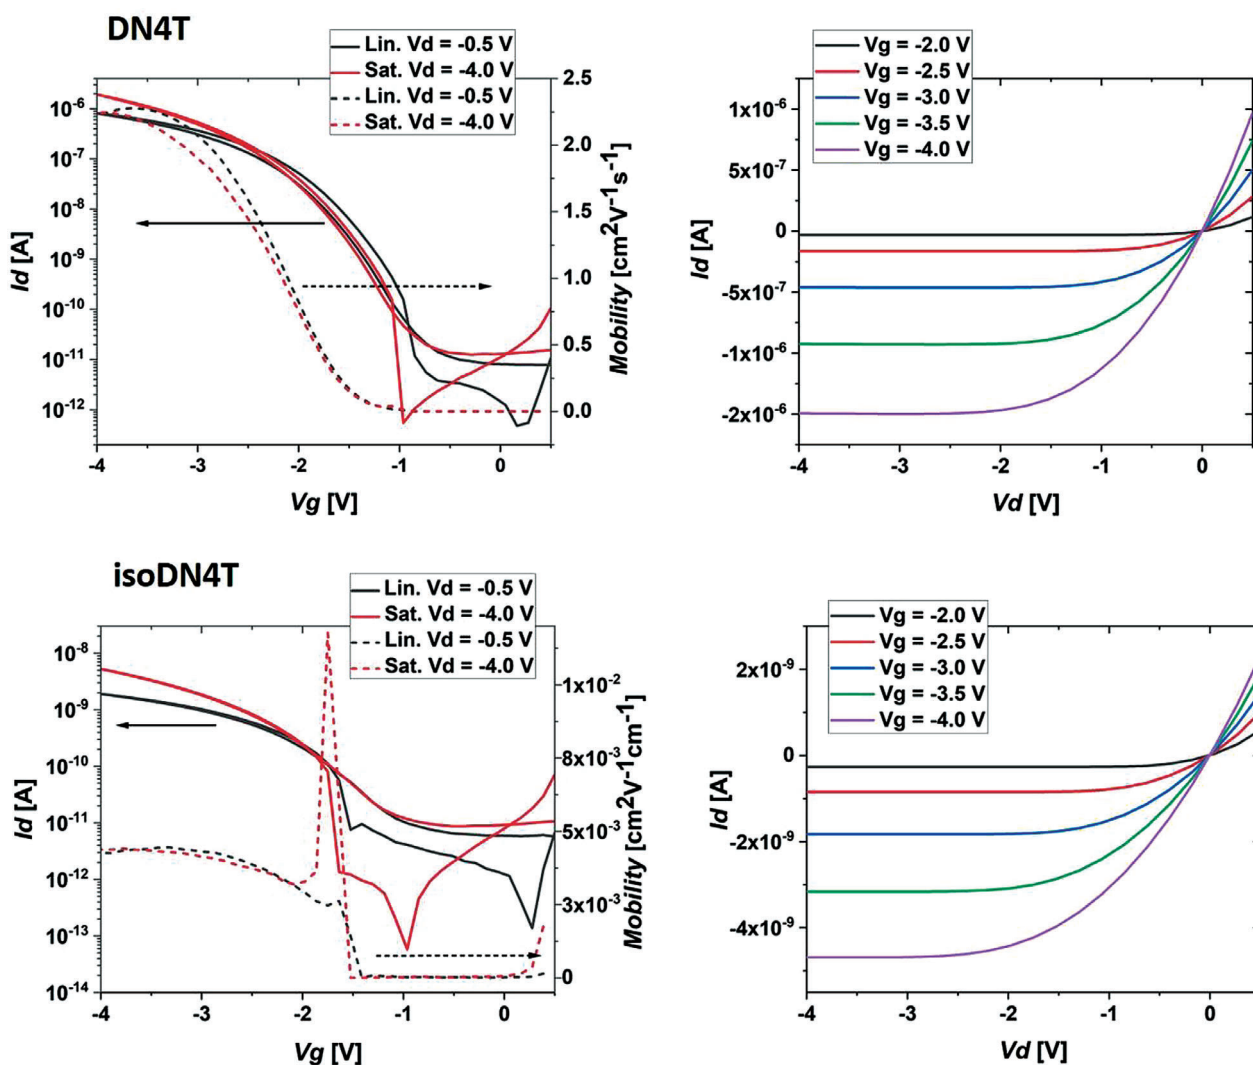 DN4T
Lin. Vd = -0.5 V
Sat. Vd = -4.0 V
Lin. Vd = -0.5 V
Sat. Vd = -4.0 V
10⁻⁶
10⁻⁷
10⁻⁸
10⁻⁹
10⁻¹⁰
10⁻¹¹
10⁻¹²
Id [A]
2.5
2.0
1.5
1.0
0.5
0.0
Mobility [cm²V⁻¹s⁻¹]
-4 -3 -2 -1 0
Vg [V]
Vg = -2.0 V
Vg = -2.5 V
Vg = -3.0 V
Vg = -3.5 V
Vg = -4.0 V
1x10⁻⁶
5x10⁻⁷
0
-5x10⁻⁷
-1x10⁻⁶
-2x10⁻⁶
Id [A]
-4 -3 -2 -1 0
Vd [V]
isoDN4T
Lin. Vd = -0.5 V
Sat. Vd = -4.0 V
Lin. Vd = -0.5 V
Sat. Vd = -4.0 V
10⁻⁸
10⁻⁹
10⁻¹⁰
10⁻¹¹
10⁻¹²
10⁻¹³
10⁻¹⁴
Id [A]
1x10⁻²
8x10⁻³
5x10⁻³
3x10⁻³
0
Mobility [cm²V⁻¹cm⁻¹]
-4 -3 -2 -1 0
Vg [V]
Vg = -2.0 V
Vg = -2.5 V
Vg = -3.0 V
Vg = -3.5 V
Vg = -4.0 V
2x10⁻⁹
0
-2x10⁻⁹
-4x10⁻⁹
Id [A]
-4 -3 -2 -1 0
Vd [V]